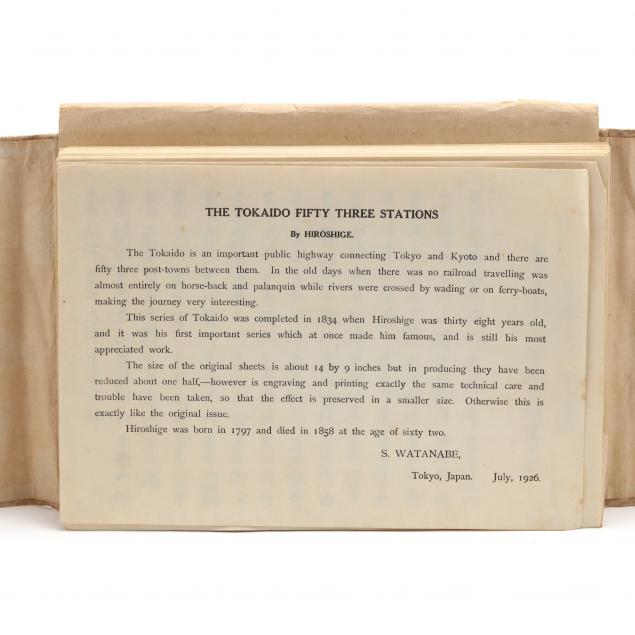 THE TOKAIDO FIFTY THREE STATIONS
By HIROSHIGE.
The Tokaido is an important public highway connecting Tokyo and Kyoto and there are
fifty three post-towns between them. In the old days when there was no railroad travelling was
almost entirely on horse-back and palanquin while rivers were crossed by wading or on ferry-boats,
making the journey very interesting.
This series of Tokaido was completed in 1834 when Hiroshige was thirty eight years old,
and it was his first important series which at once made him famous, and is still his most
appreciated work.
The size of the original sheets is about 14 by 9 inches but in producing they have been
reduced about one half,—however is engraving and printing exactly the same technical care and
trouble have been taken, so that the effect is preserved in a smaller size. Otherwise this is
exactly like the original issue.
Hiroshige was born in 1797 and died in 1858 at the age of sixty two.
S. WATANABE,
Tokyo, Japan. July, 1926.